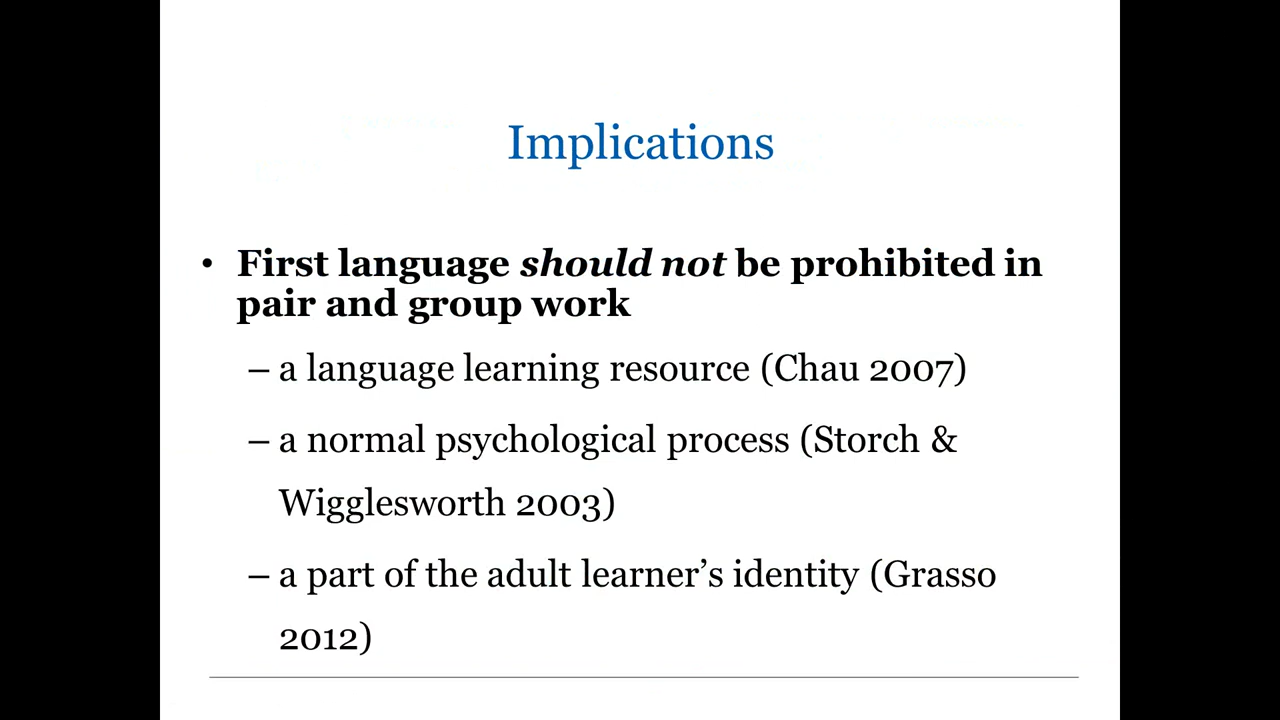 Implications
• First language should not be prohibited in
pair and group work
– a language learning resource (Chau 2007)
– a normal psychological process (Storch &
Wigglesworth 2003)
– a part of the adult learner’s identity (Grasso
2012)